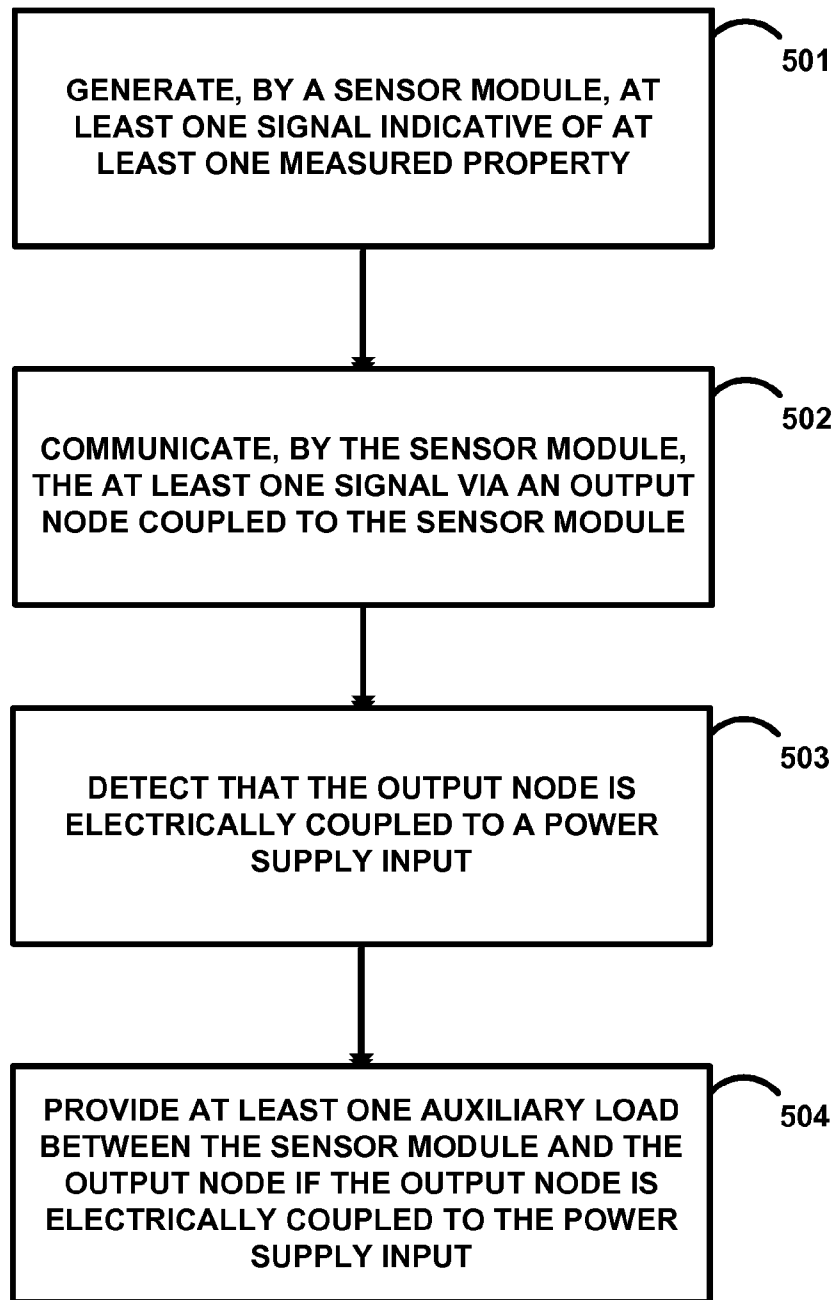 501
GENERATE, BY A SENSOR MODULE, AT
LEAST ONE SIGNAL INDICATIVE OF AT
LEAST ONE MEASURED PROPERTY
502
COMMUNICATE, BY THE SENSOR MODULE,
THE AT LEAST ONE SIGNAL VIA AN OUTPUT
NODE COUPLED TO THE SENSOR MODULE
503
DETECT THAT THE OUTPUT NODE IS
ELECTRICALLY COUPLED TO A POWER
SUPPLY INPUT
504
PROVIDE AT LEAST ONE AUXILIARY LOAD
BETWEEN THE SENSOR MODULE AND THE
OUTPUT NODE IF THE OUTPUT NODE IS
ELECTRICALLY COUPLED TO THE POWER
SUPPLY INPUT